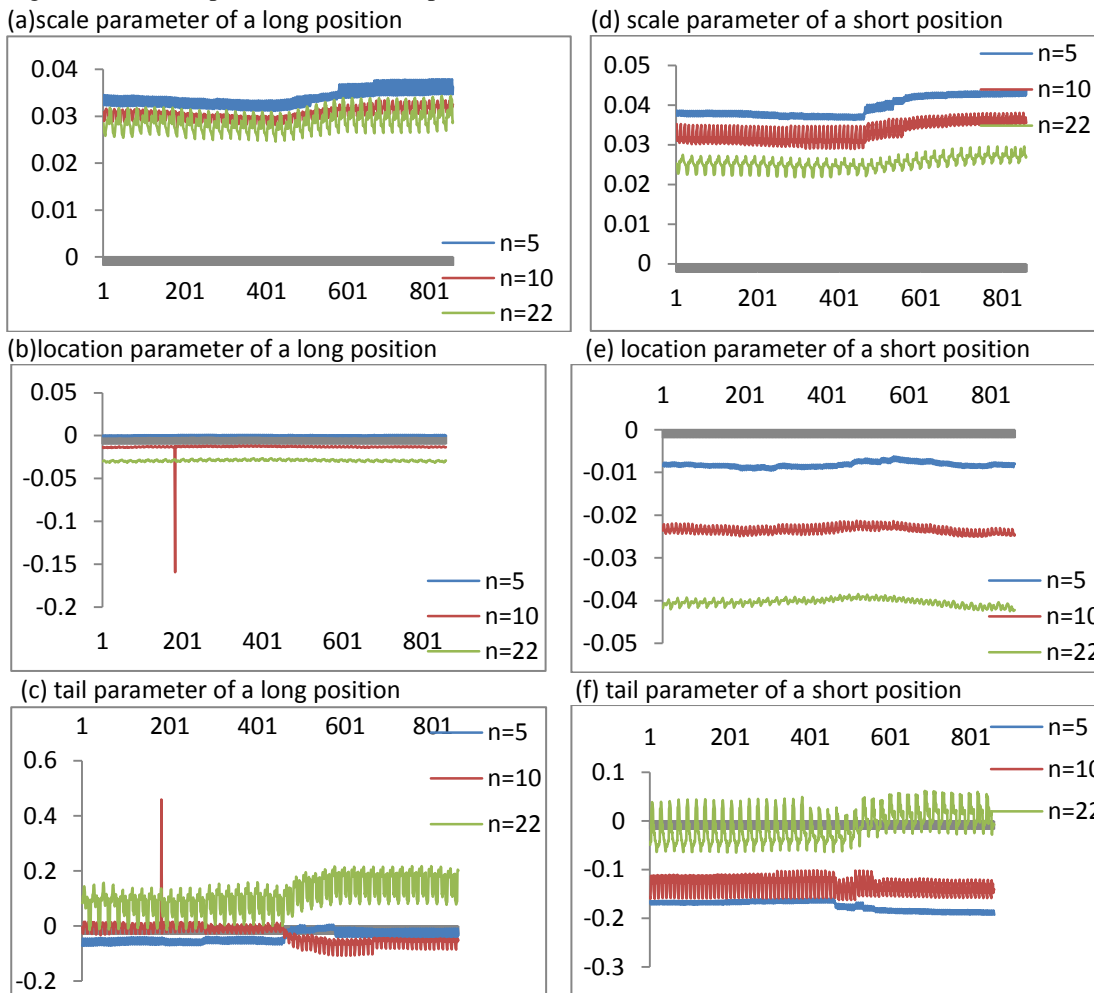 (a)scale parameter of a long position
0.04
0.03
0.02
0.01
0
1 201 401 601 801
n=5
n=10
n=22
(d) scale parameter of a short position
0.05
0.04
0.03
0.02
0.01
0
1 201 401 601 801
n=5
n=10
n=22
(b)location parameter of a long position
0.05
0
-0.05
-0.1
-0.15
-0.2
1 201 401 601 801
n=5
n=10
n=22
(e) location parameter of a short position
1 201 401 601 801
0
-0.01
-0.02
-0.03
-0.04
-0.05
n=5
n=10
n=22
(c) tail parameter of a long position
1 201 401 601 801
0.6
0.4
0.2
0
-0.2
n=5
n=10
n=22
(f) tail parameter of a short position
1 201 401 601 801
0.1
0
-0.1
-0.2
-0.3
n=5
n=10
n=22